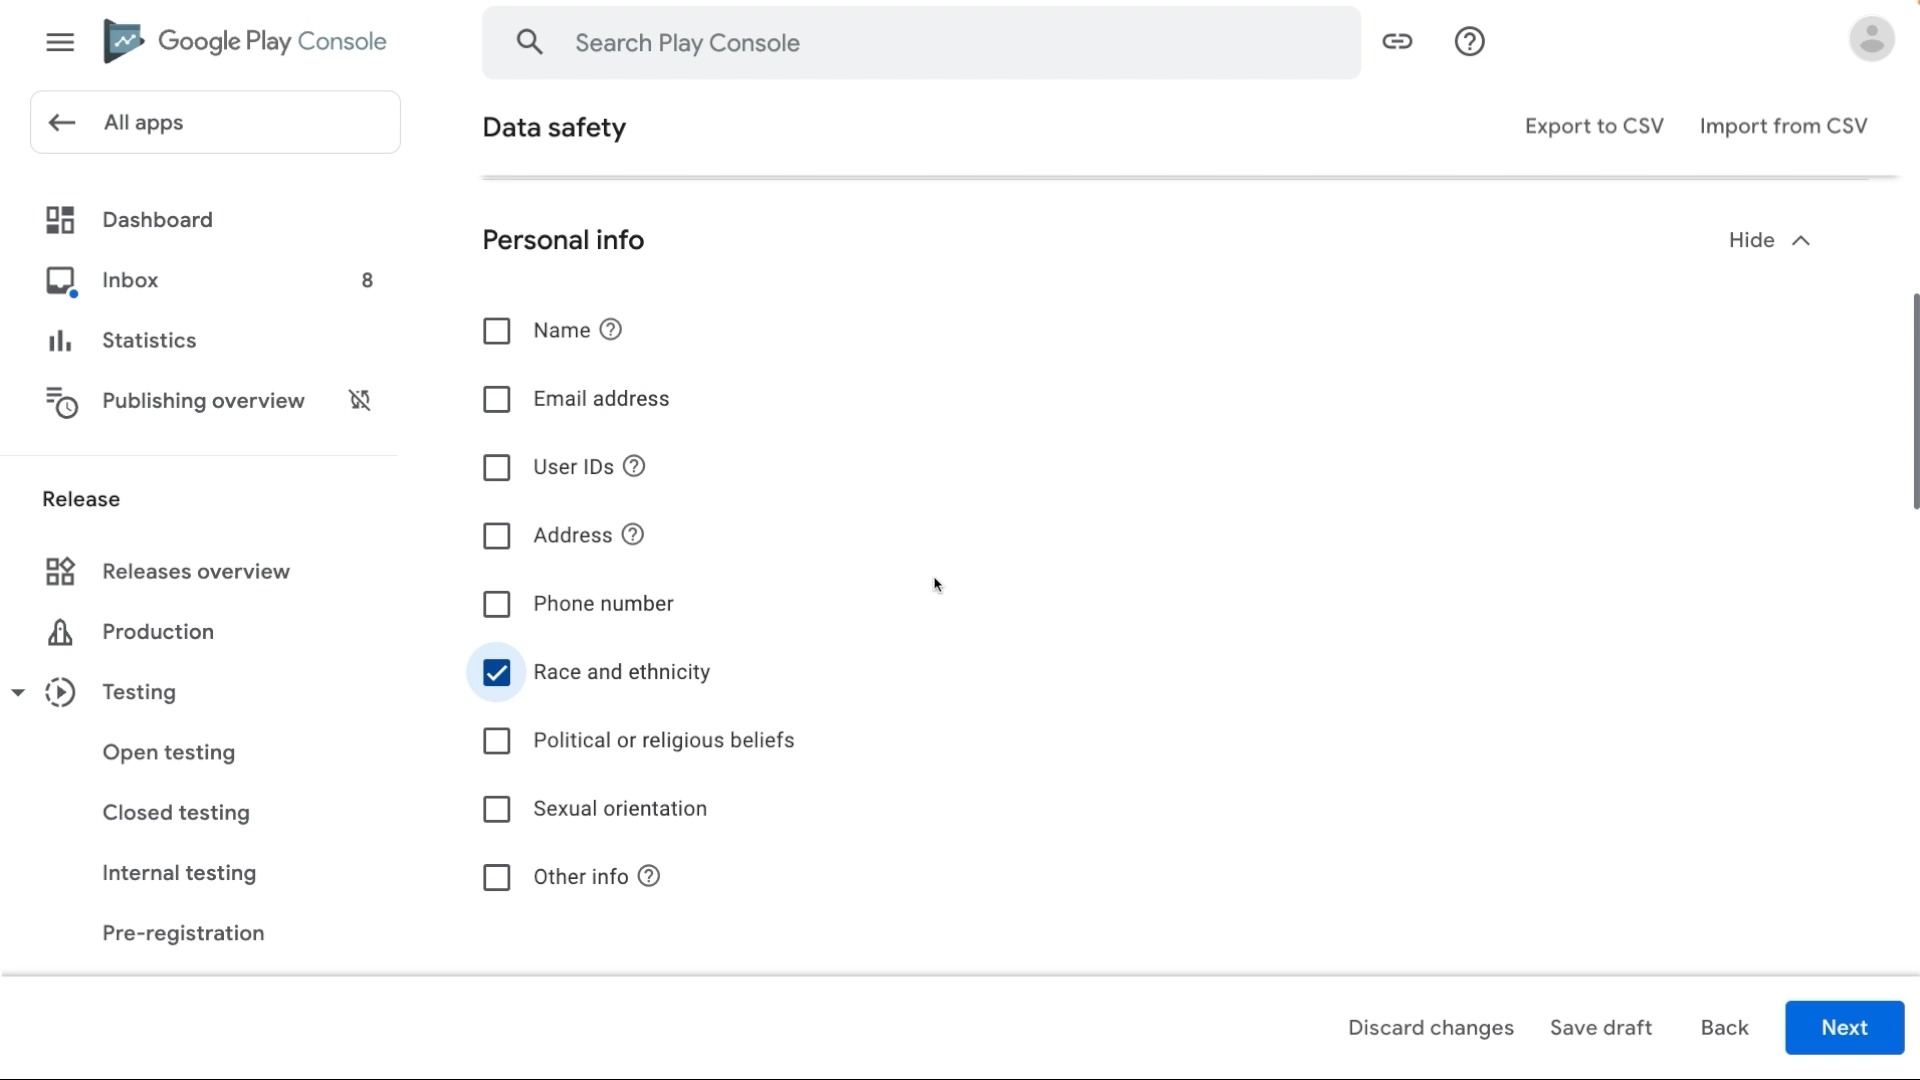 Google Play Console
Search Play Console
All apps
Data safety
Export to CSV
Import from CSV
Dashboard
Inbox 8
Statistics
Publishing overview
Release
Releases overview
Production
Testing
Open testing
Closed testing
Internal testing
Pre-registration
Personal info
Hide
Name
Email address
User IDs
Address
Phone number
Race and ethnicity
Political or religious beliefs
Sexual orientation
Other info
Discard changes
Save draft
Back
Next